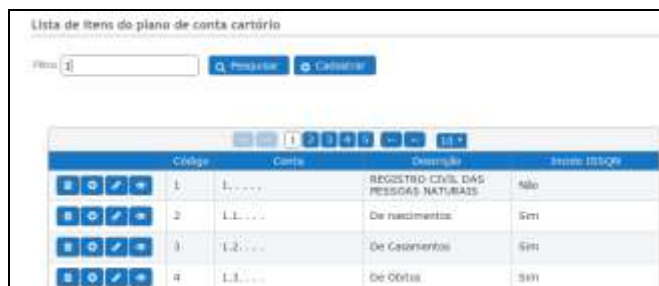 Lista de itens do plano de conta cartório
Filtro 1 Pesquisar Cadastrar
1 2 3 4 5 10
Código Conta Descrição Incide ISSQN
1 1. . . . . REGISTRO CIVIL DAS PESSOAS NATURAIS Não
2 1.1. . . . De nascimentos Sim
3 1.2. . . . De Casamentos Sim
4 1.3. . . . De Óbitos Sim